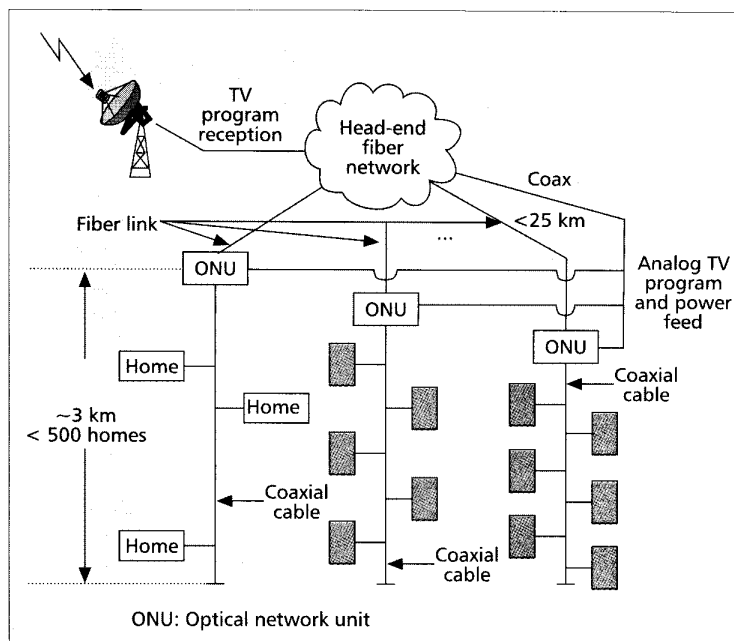 TV
program
reception
Head-end
fiber
network
Coax
Fiber link
<25 km
...
ONU
ONU
ONU
Analog TV
program
and power
feed
Home
Home
Home
~3 km
< 500 homes
Coaxial
cable
Coaxial
cable
Coaxial
cable
ONU: Optical network unit